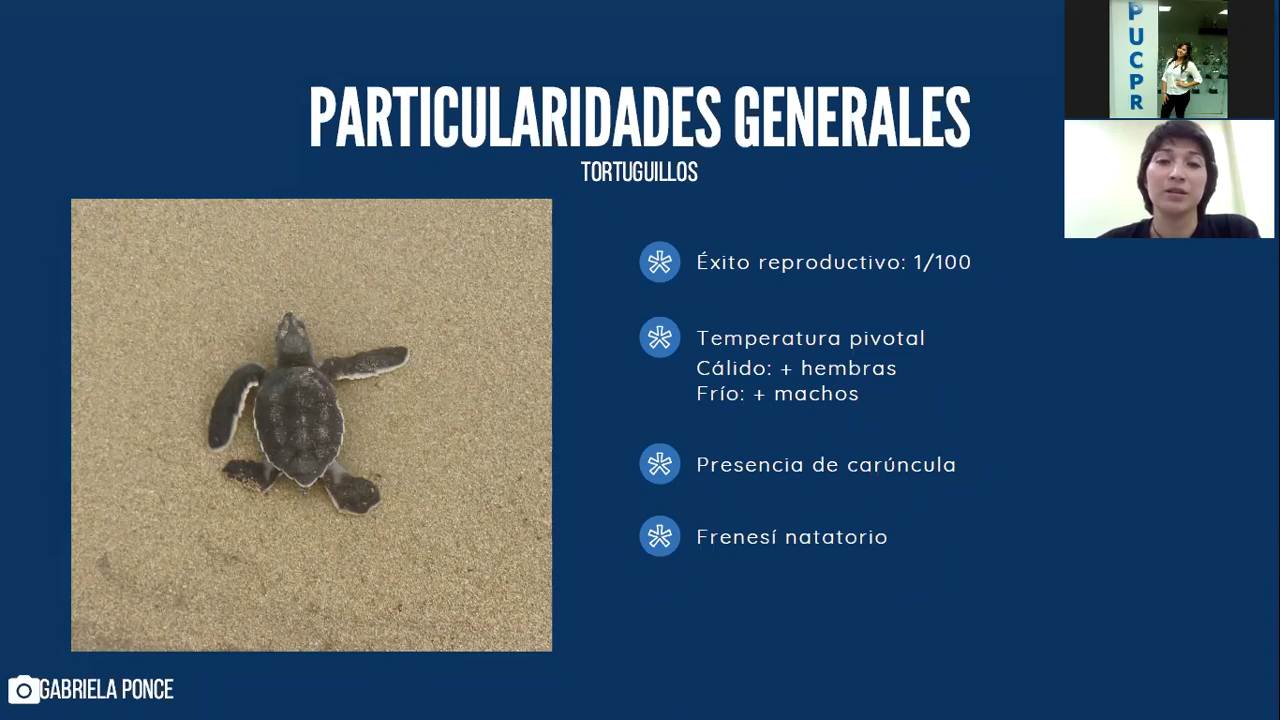 PARTICULARIDADES GENERALES
TORTUGUILLOS
Éxito reproductivo: 1/100
Temperatura pivotal
Cálido: + hembras
Frío: + machos
Presencia de carúncula
Frenesí natatorio
GABRIELA PONCE
PUCPR